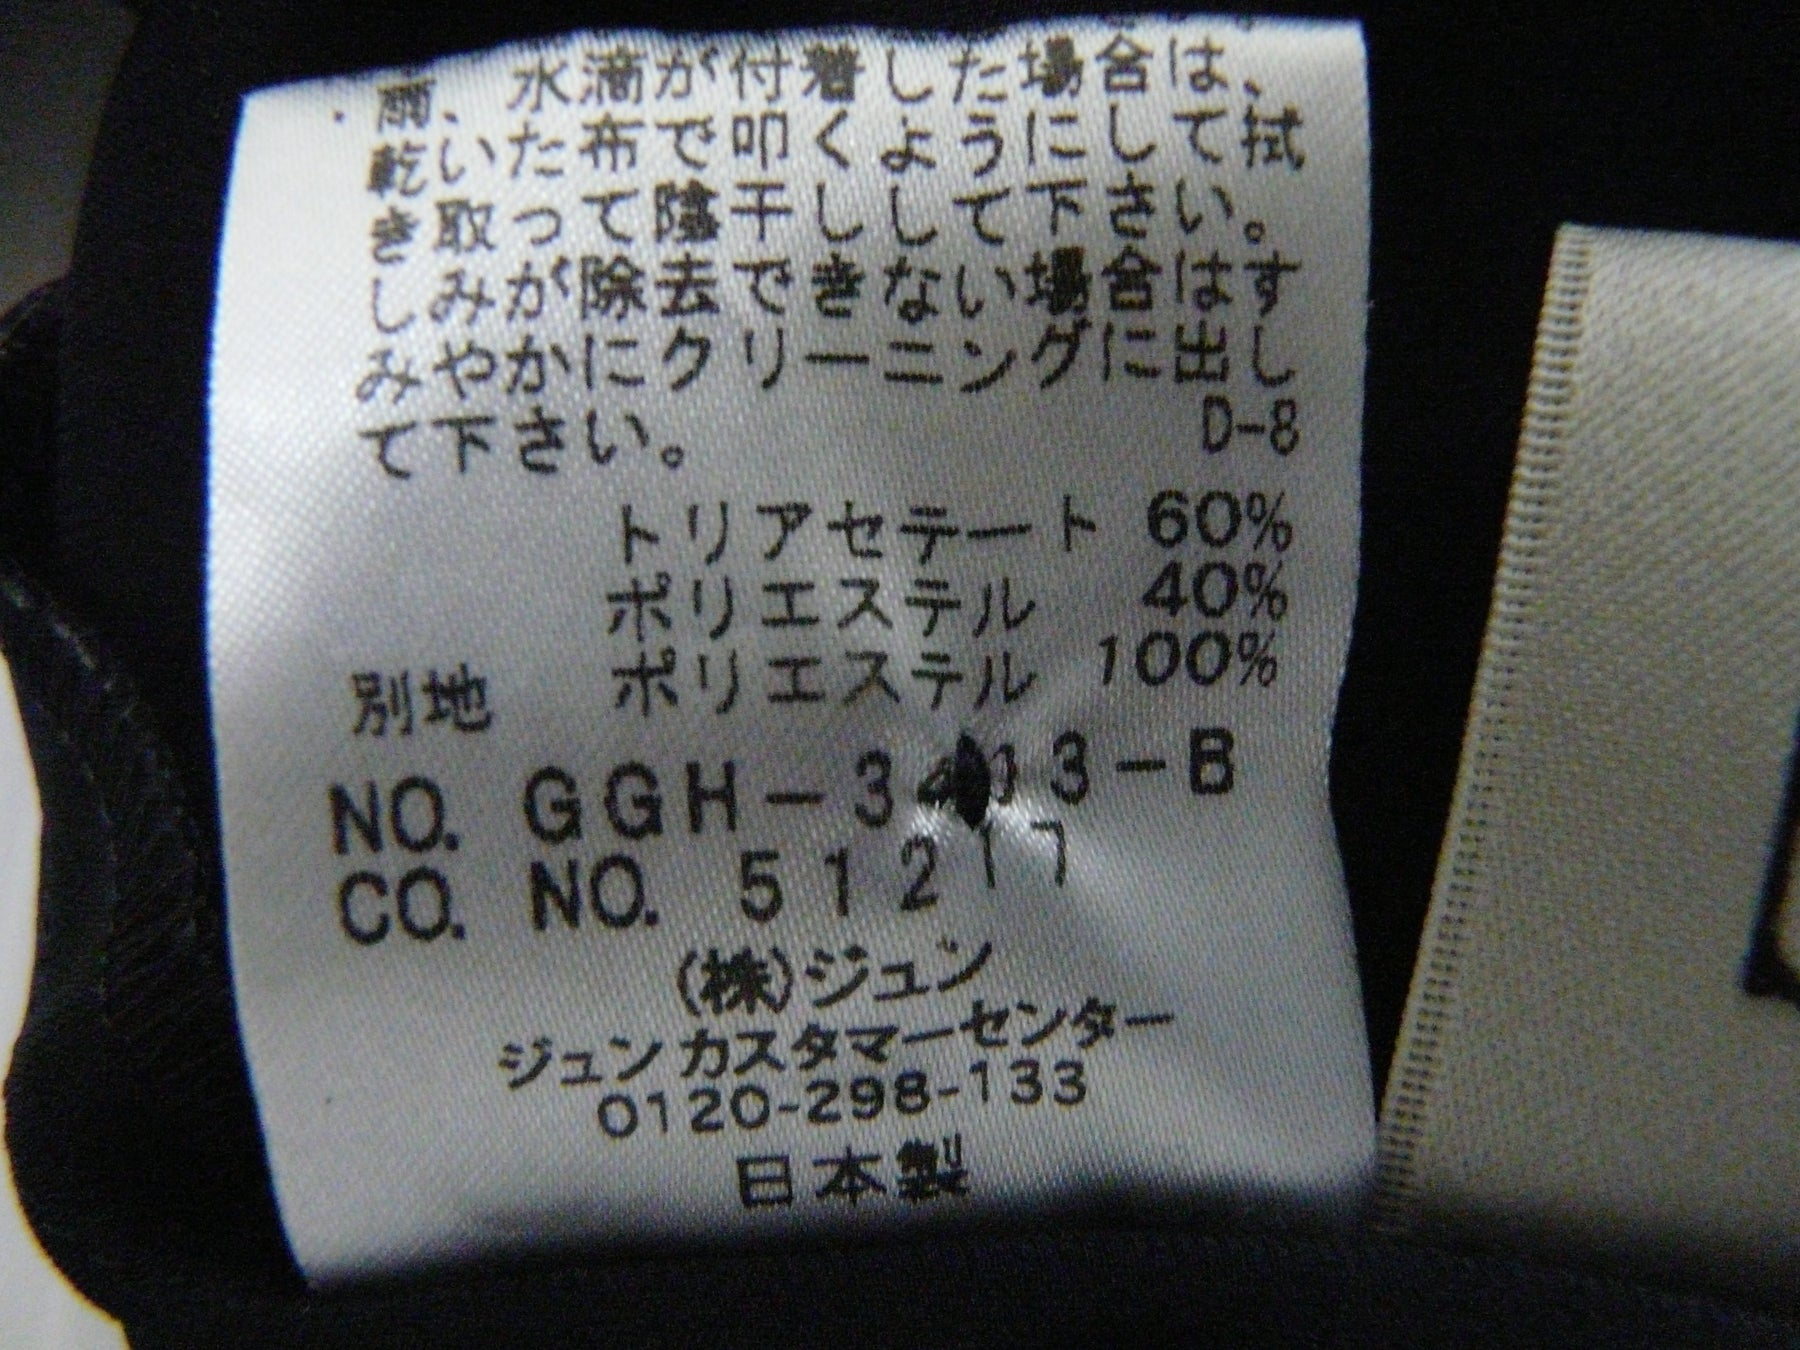 ・雨、水滴が付着した場合は、
乾いた布で叩くようにして拭
き取って陰干しして下さい。
しみが除去できない場合はす
みやかにクリーニングに出し
て下さい。 D-8
トリアセテート 60%
ポリエステル 40%
別地 ポリエステル 100%
NO. GGH-3403-B
CO. NO. 51217
(株)ジュン
ジュンカスタマーセンター
0120-298-133
日本製